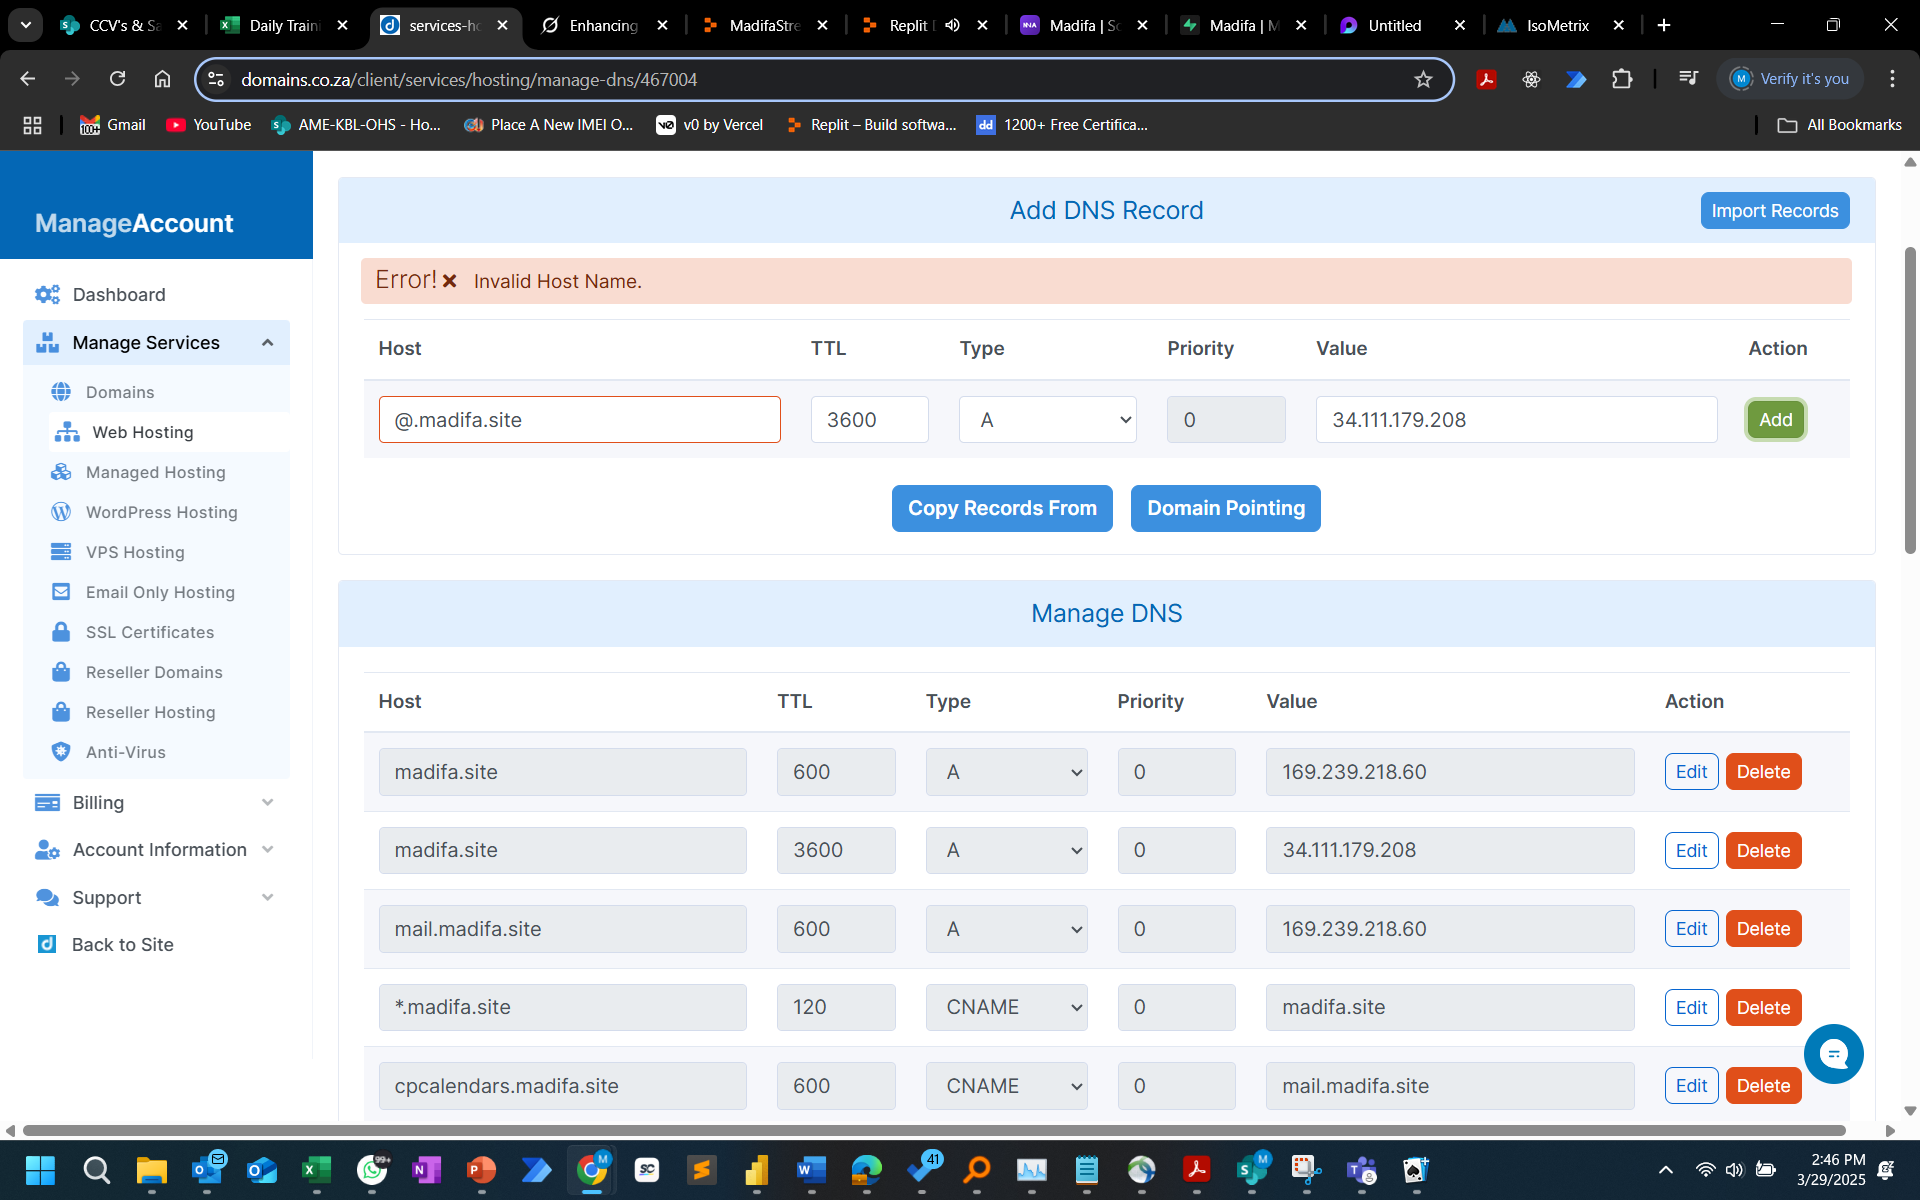 CCV's & Sa
Daily Traini
services-ho
Enhancing
MadifaStre
Replit
Madifa | Sc
Madifa | M
Untitled
IsoMetrix
domains.co.za/client/services/hosting/manage-dns/467004
Verify it's you
Gmail
YouTube
AME-KBL-OHS - Ho...
Place A New IMEI O...
v0 by Vercel
Replit – Build softwa...
1200+ Free Certifica...
All Bookmarks
ManageAccount
Dashboard
Manage Services
Domains
Web Hosting
Managed Hosting
WordPress Hosting
VPS Hosting
Email Only Hosting
SSL Certificates
Reseller Domains
Reseller Hosting
Anti-Virus
Billing
Account Information
Support
Back to Site
Add DNS Record
Import Records
Error! Invalid Host Name.
Host TTL Type Priority Value Action
@.madifa.site 3600 A 0 34.111.179.208 Add
Copy Records From Domain Pointing
Manage DNS
Host TTL Type Priority Value Action
madifa.site 600 A 0 169.239.218.60 Edit Delete
madifa.site 3600 A 0 34.111.179.208 Edit Delete
mail.madifa.site 600 A 0 169.239.218.60 Edit Delete
*.madifa.site 120 CNAME 0 madifa.site Edit Delete
cpcalendars.madifa.site 600 CNAME 0 mail.madifa.site Edit Delete
99+
41
2:46 PM
3/29/2025